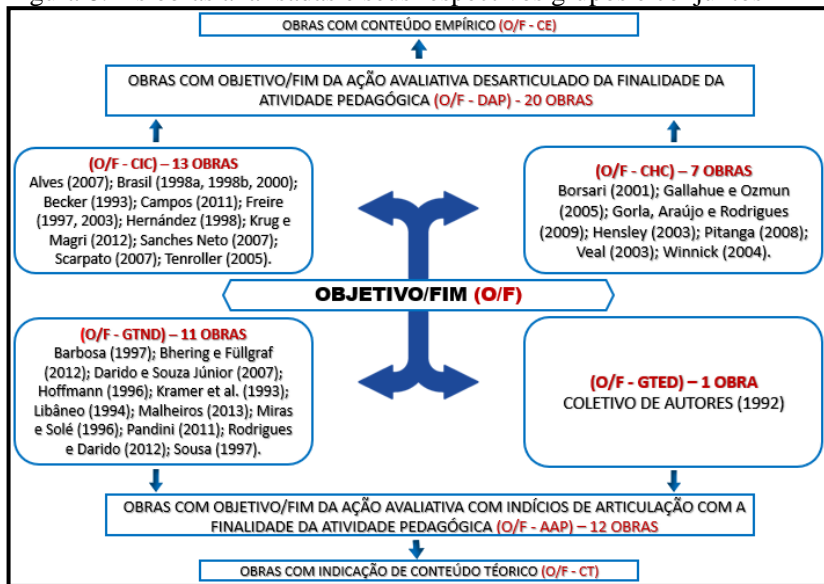 OBRAS COM CONTEÚDO EMPÍRICO (O/F - CE)
OBRAS COM OBJETIVO/FIM DA AÇÃO AVALIATIVA DESARTICULADO DA FINALIDADE DA
ATIVIDADE PEDAGÓGICA (O/F - DAP) - 20 OBRAS
(O/F - CIC) – 13 OBRAS
Alves (2007); Brasil (1998a, 1998b, 2000);
Becker (1993); Campos (2011); Freire
(1997, 2003); Hernández (1998); Krug e
Magri (2012); Sanches Neto (2007);
Scarpato (2007); Tenroller (2005).
(O/F - CHC) – 7 OBRAS
Borsari (2001); Gallahue e Ozmun
(2005); Gorla, Araújo e Rodrigues
(2009); Hensley (2003); Pitanga (2008);
Veal (2003); Winnick (2004).
OBJETIVO/FIM (O/F)
(O/F - GTND) – 11 OBRAS
Barbosa (1997); Bhering e Füllgraf
(2012); Darido e Souza Júnior (2007);
Hoffmann (1996); Kramer et al. (1993);
Libâneo (1994); Malheiros (2013); Miras
e Solé (1996); Pandini (2011); Rodrigues
e Darido (2012); Sousa (1997).
(O/F - GTED) – 1 OBRA
COLETIVO DE AUTORES (1992)
OBRAS COM OBJETIVO/FIM DA AÇÃO AVALIATIVA COM INDÍCIOS DE ARTICULAÇÃO COM A
FINALIDADE DA ATIVIDADE PEDAGÓGICA (O/F - AAP) – 12 OBRAS
OBRAS COM INDICAÇÃO DE CONTEÚDO TÉORICO (O/F - CT)